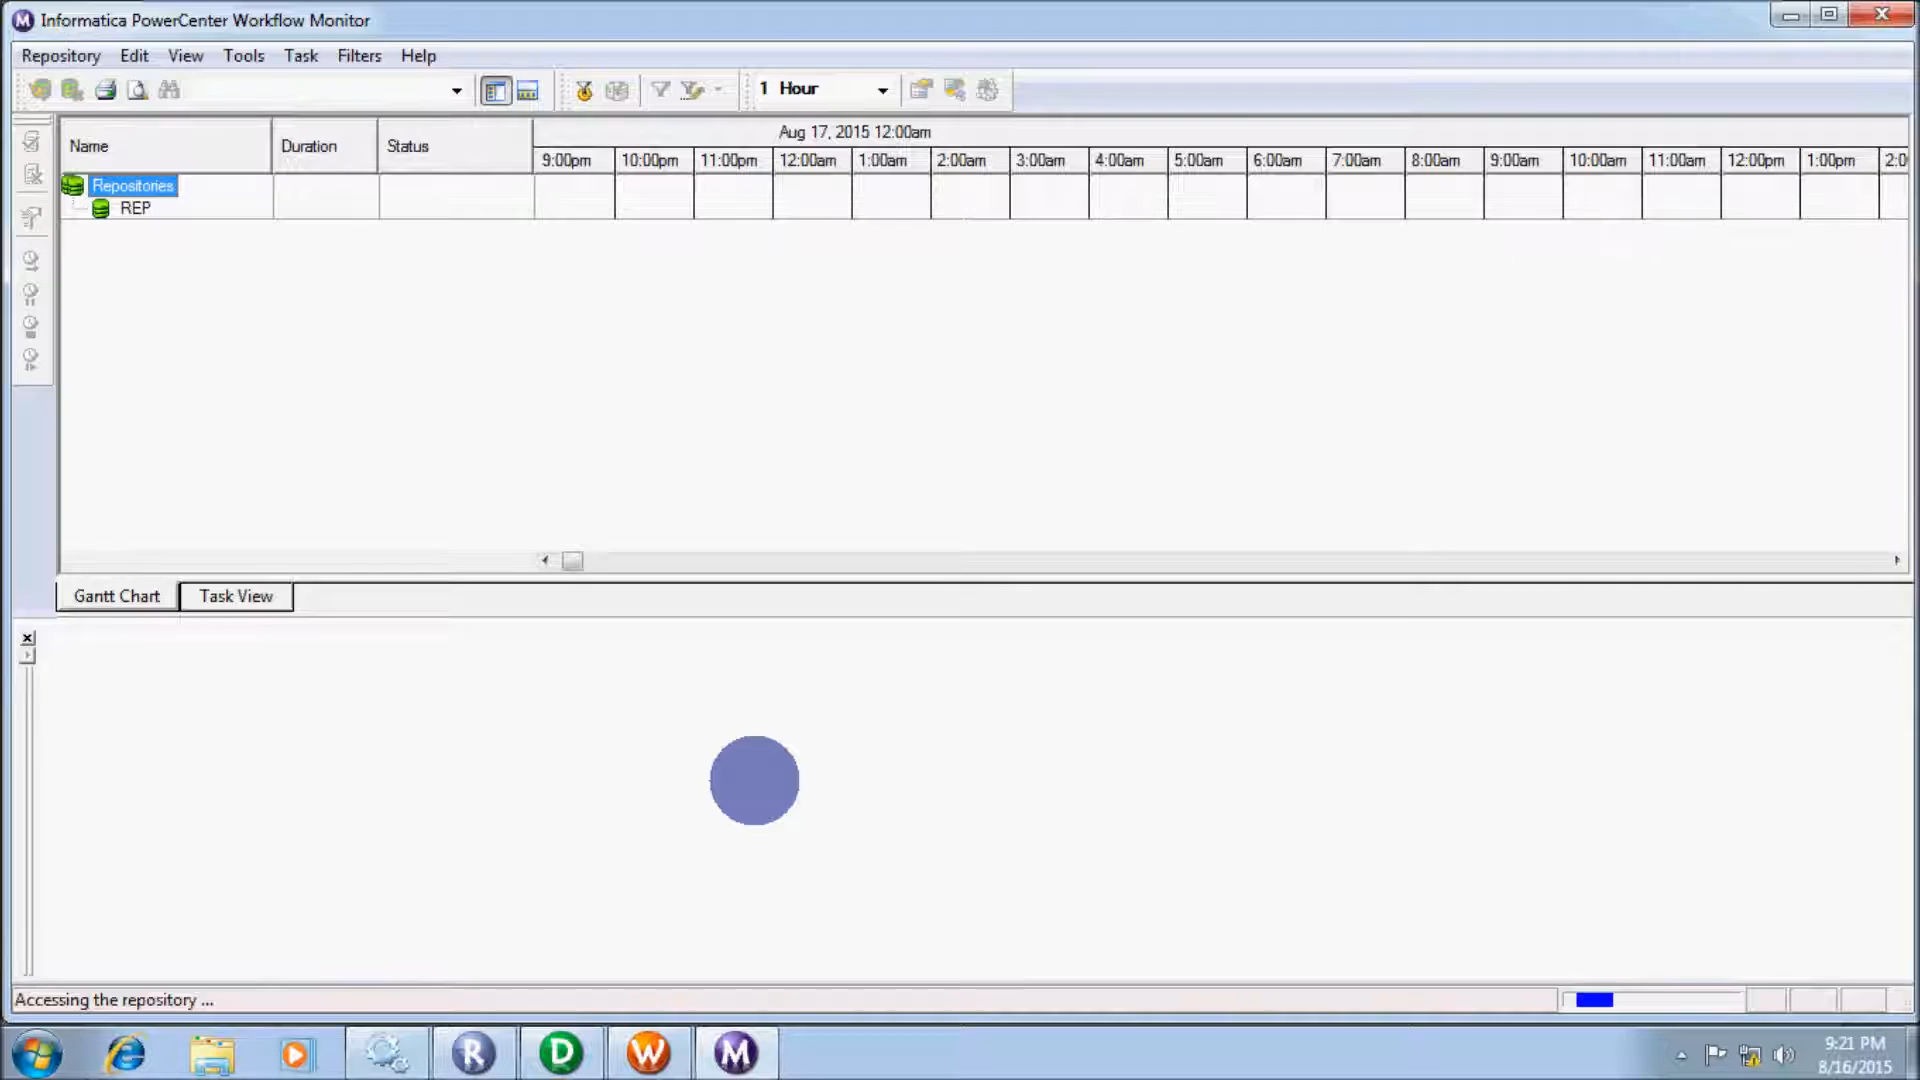 Informatica PowerCenter Workflow Monitor
Repository Edit View Tools Task Filters Help
1 Hour
Name Duration Status
Aug 17, 2015 12:00am
9:00pm 10:00pm 11:00pm 12:00am 1:00am 2:00am 3:00am 4:00am 5:00am 6:00am 7:00am 8:00am 9:00am 10:00am 11:00am 12:00pm 1:00pm 2:0
Repositories
REP
Gantt Chart Task View
Accessing the repository ...
R D W M
9:21 PM
8/16/2015